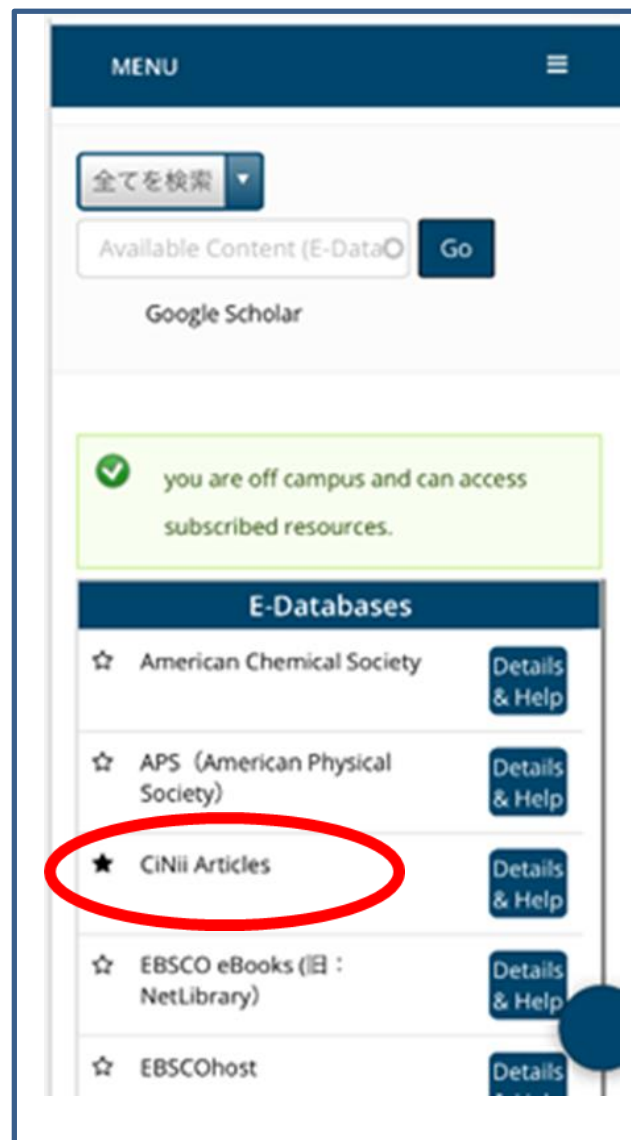 MENU
全てを検索
Available Content (E-Data
Go
Google Scholar
you are off campus and can access
subscribed resources.
E-Databases
American Chemical Society
Details
& Help
APS（American Physical
Society）
Details
& Help
CiNii Articles
Details
& Help
EBSCO eBooks (旧：
NetLibrary）
Details
& Help
EBSCOhost
Details